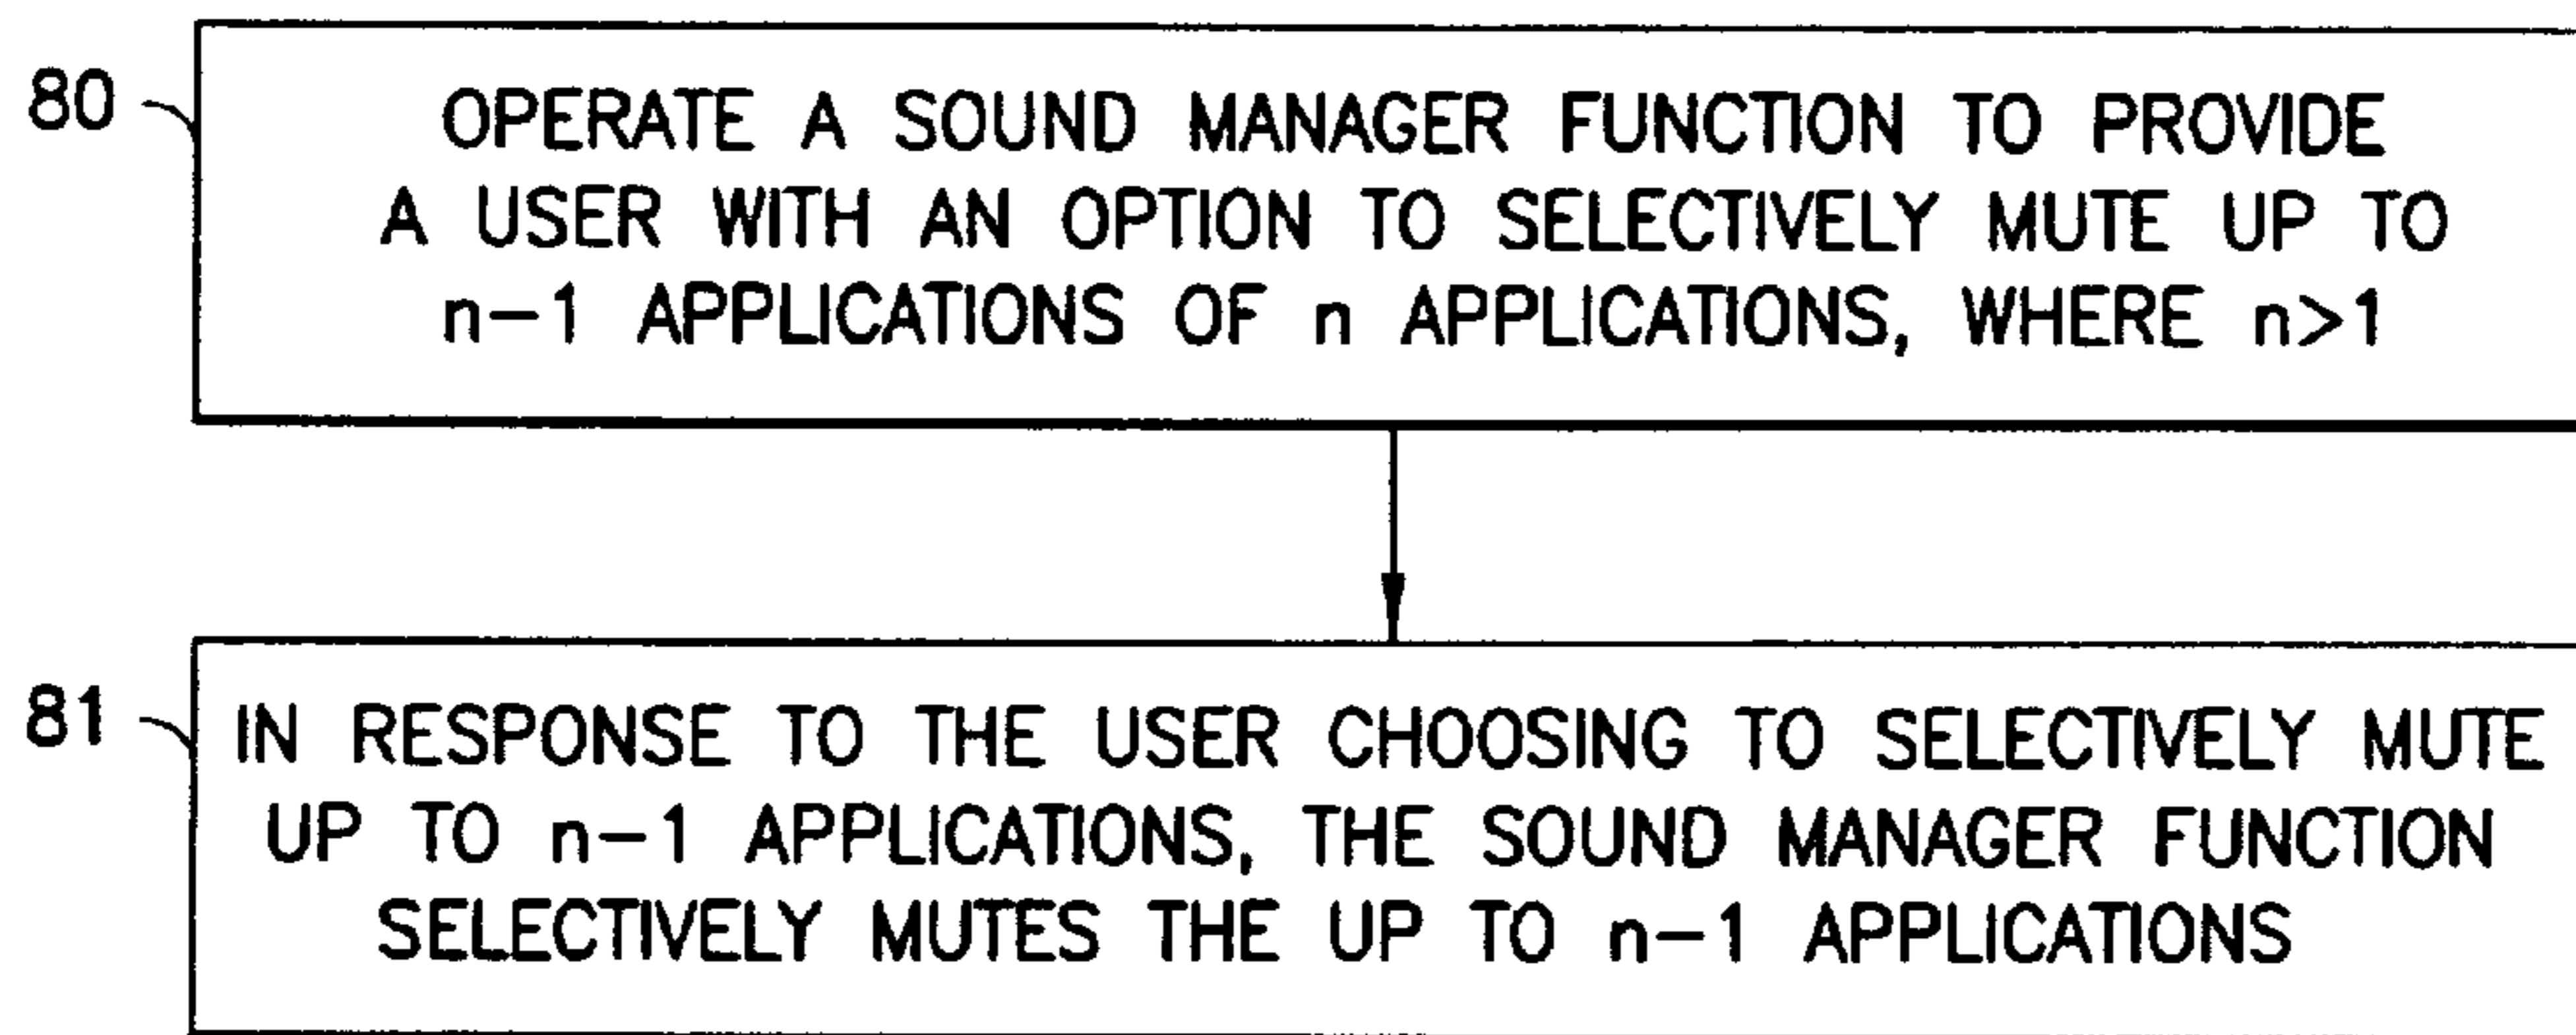 80
OPERATE A SOUND MANAGER FUNCTION TO PROVIDE
A USER WITH AN OPTION TO SELECTIVELY MUTE UP TO
n-1 APPLICATIONS OF n APPLICATIONS, WHERE n>1
81
IN RESPONSE TO THE USER CHOOSING TO SELECTIVELY MUTE
UP TO n-1 APPLICATIONS, THE SOUND MANAGER FUNCTION
SELECTIVELY MUTES THE UP TO n-1 APPLICATIONS